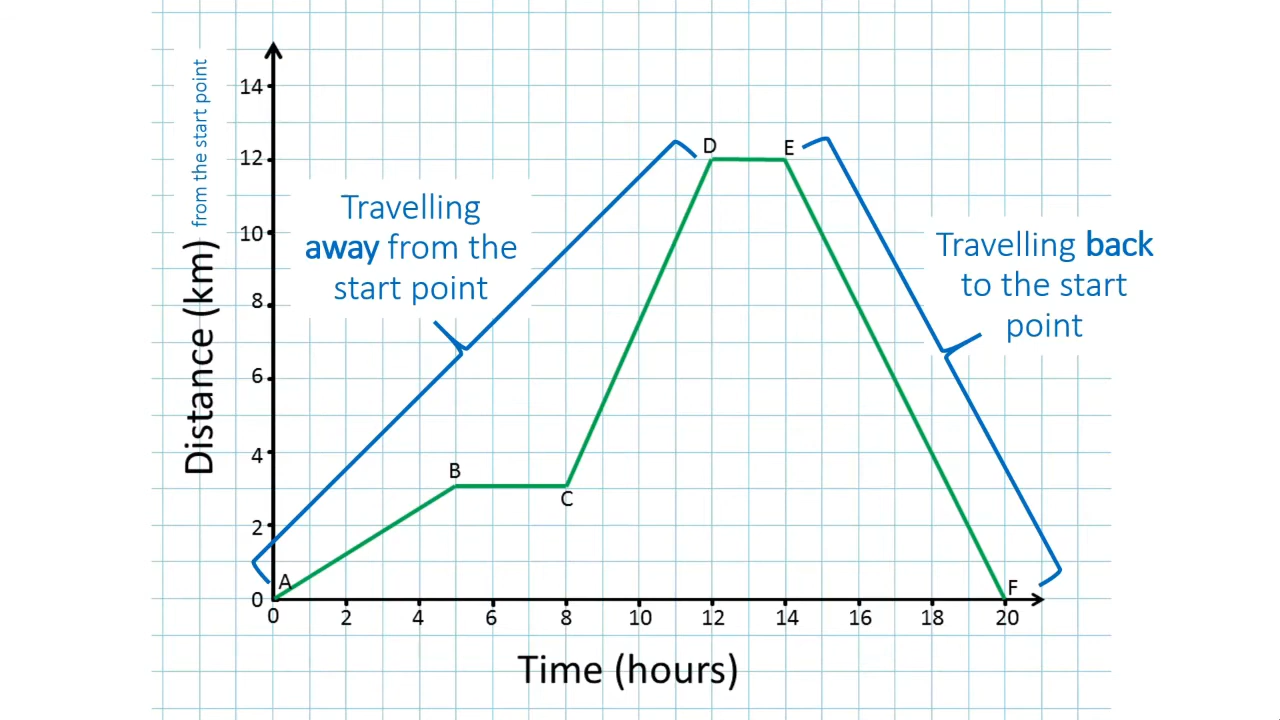 from the start point
Distance (km)
14
12
10
8
6
4
2
0
Travelling
away from the
start point
Travelling back
to the start
point
A
B
C
D
E
F
0 2 4 6 8 10 12 14 16 18 20
Time (hours)